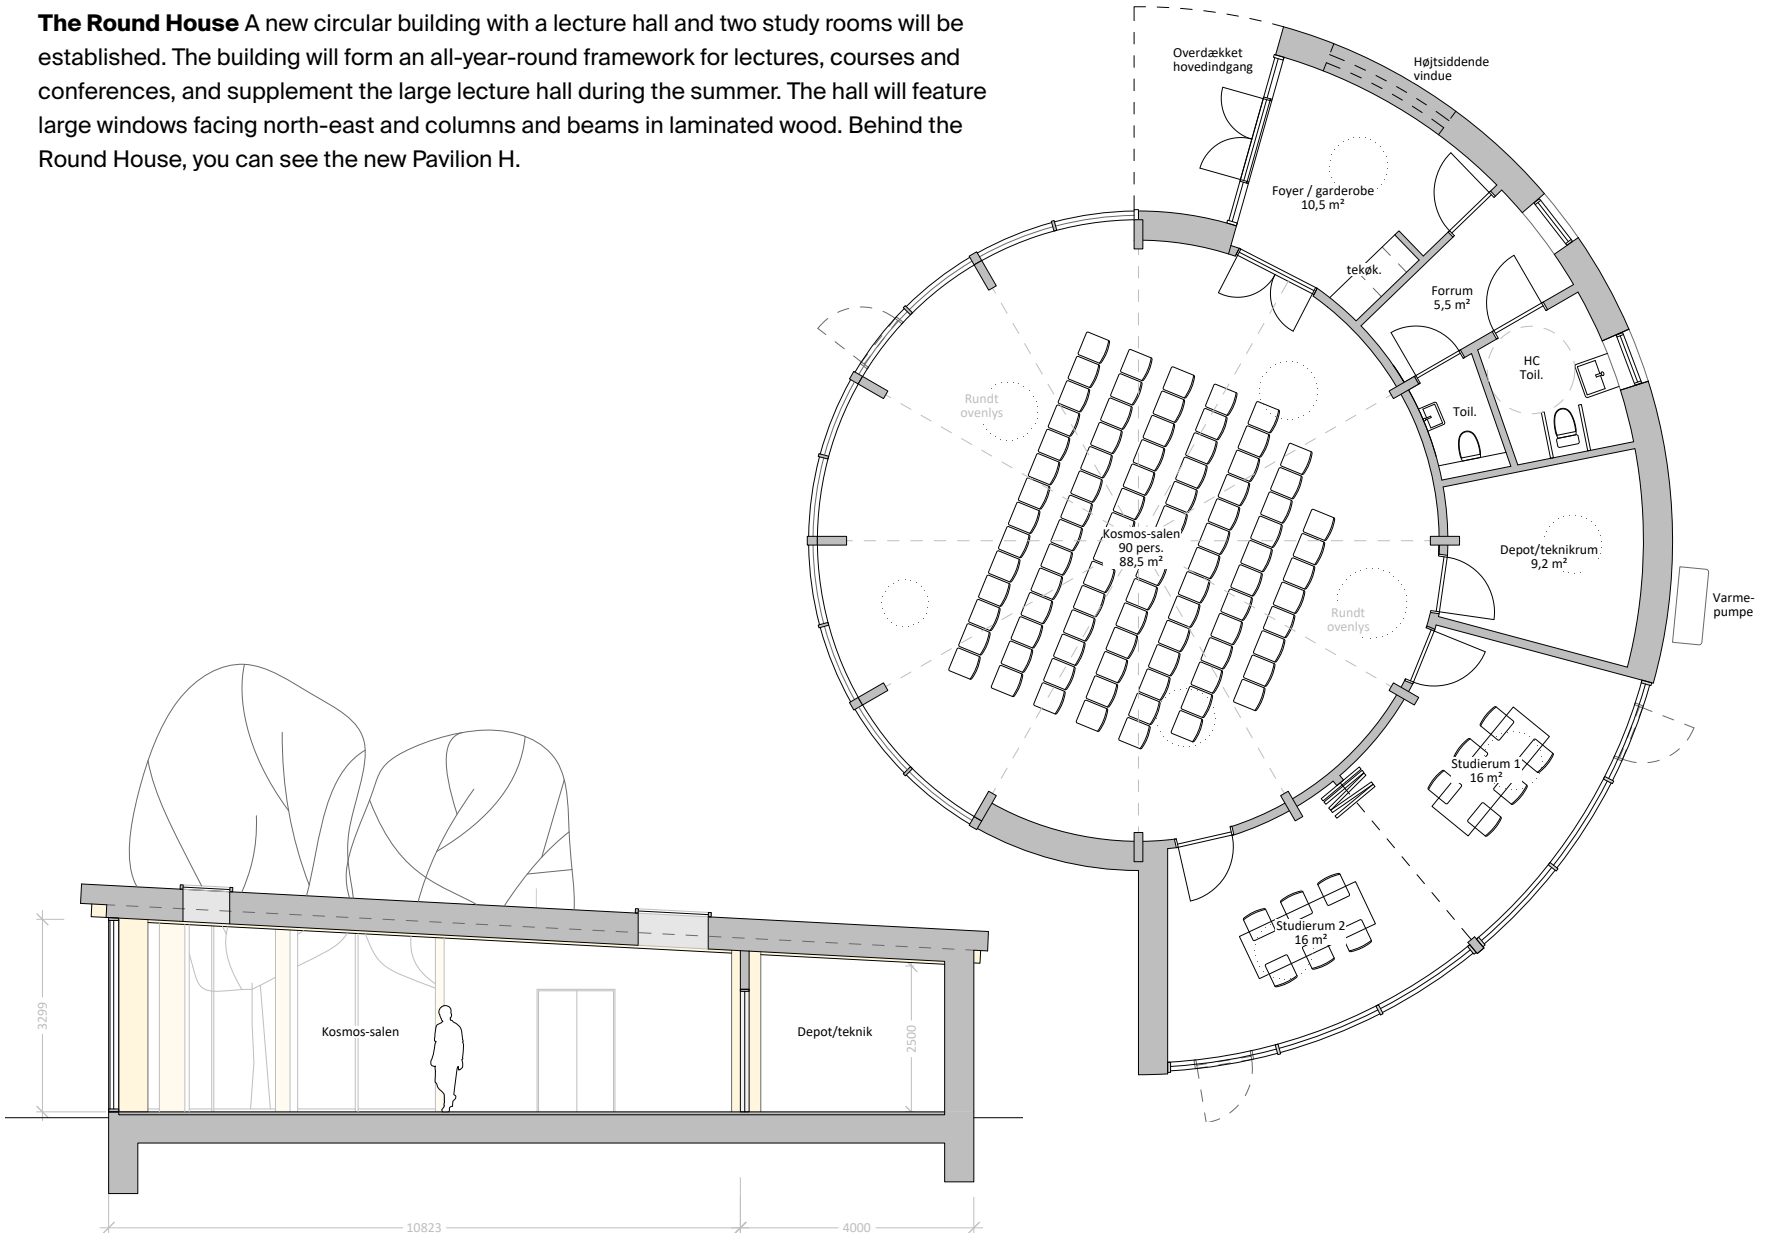 The Round House A new circular building with a lecture hall and two study rooms will be
established. The building will form an all-year-round framework for lectures, courses and
conferences, and supplement the large lecture hall during the summer. The hall will feature
large windows facing north-east and columns and beams in laminated wood. Behind the
Round House, you can see the new Pavilion H.
Overdækket
hovedindgang
Højtsiddende
vindue
Foyer / garderobe
10,5 m²
tekøk.
Forrum
5,5 m²
HC
Toil.
Toil.
Rundt
ovenlys
Kosmos-salen
90 pers.
88,5 m²
Depot/teknikrum
9,2 m²
Varme-
pumpe
Rundt
ovenlys
Studierum 1
16 m²
Studierum 2
16 m²
3299
Kosmos-salen
Depot/teknik
2500
10823
4000